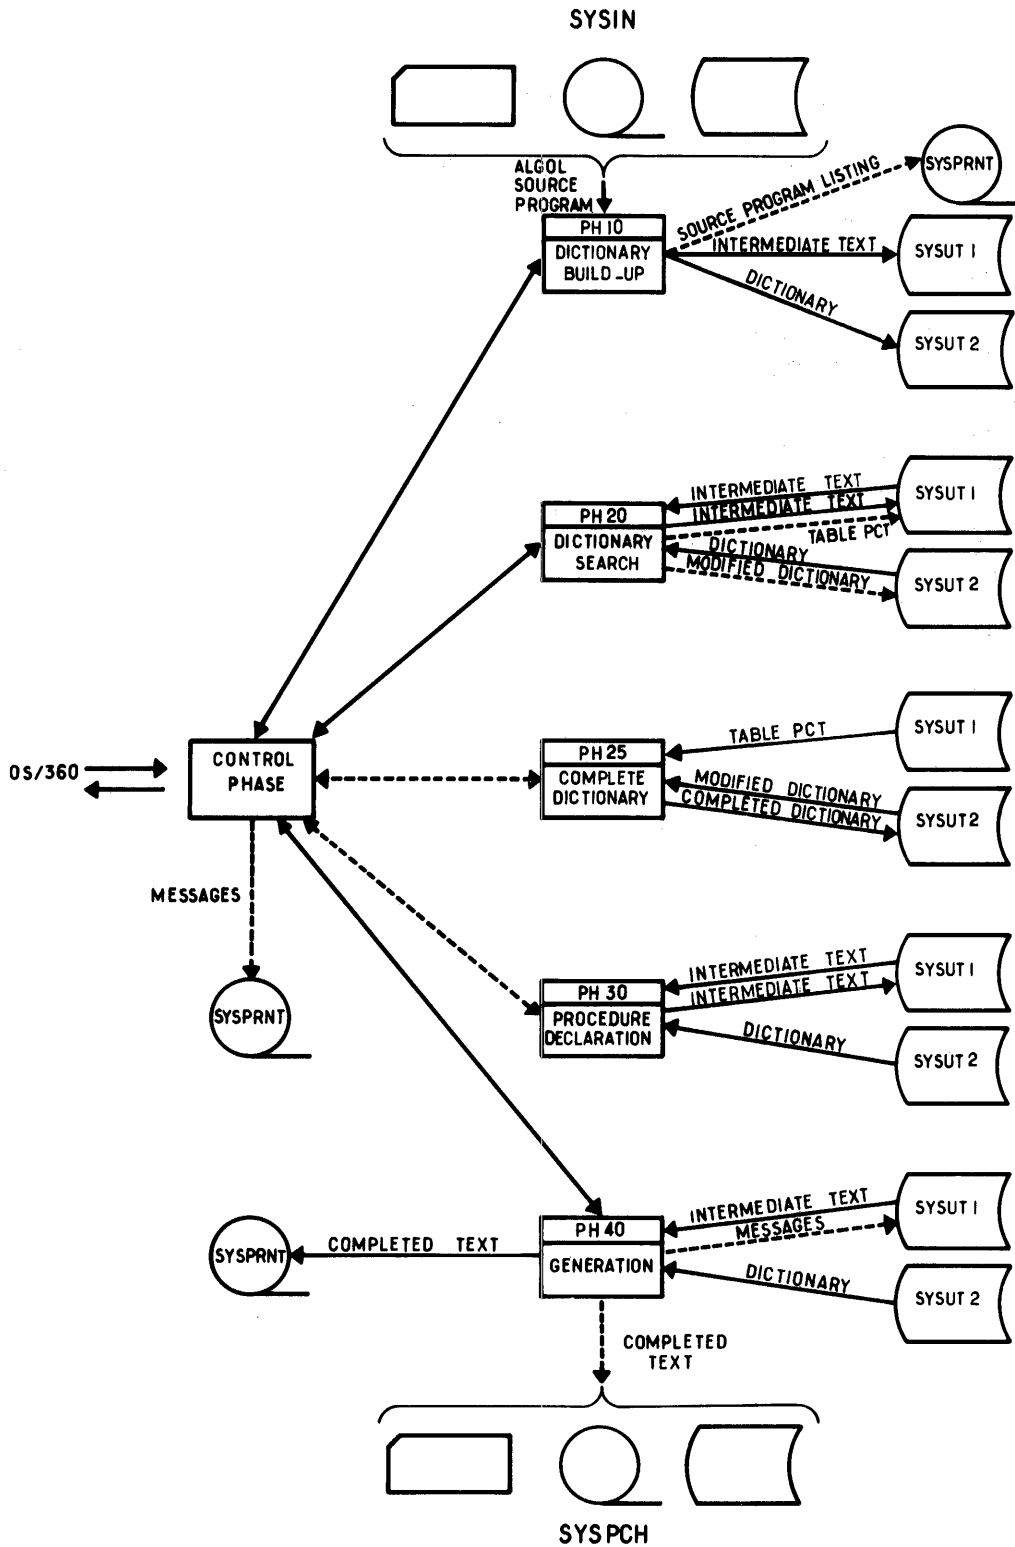 SYSIN
ALGOL
SOURCE
PROGRAM
SOURCE PROGRAM LISTING
SYSPRNT
PH 10
DICTIONARY
BUILD-UP
INTERMEDIATE TEXT
SYSUT 1
DICTIONARY
SYSUT 2
PH 20
DICTIONARY
SEARCH
INTERMEDIATE TEXT
INTERMEDIATE TEXT
TABLE PCT
SYSUT 1
DICTIONARY
MODIFIED DICTIONARY
SYSUT 2
OS/360
CONTROL
PHASE
PH 25
COMPLETE
DICTIONARY
TABLE PCT
SYSUT 1
MODIFIED DICTIONARY
COMPLETED DICTIONARY
SYSUT 2
MESSAGES
SYSPRNT
PH 30
PROCEDURE
DECLARATION
INTERMEDIATE TEXT
INTERMEDIATE TEXT
SYSUT 1
DICTIONARY
SYSUT 2
SYSPRNT
COMPLETED TEXT
PH 40
GENERATION
INTERMEDIATE TEXT
MESSAGES
SYSUT 1
DICTIONARY
SYSUT 2
COMPLETED
TEXT
SYSPCH